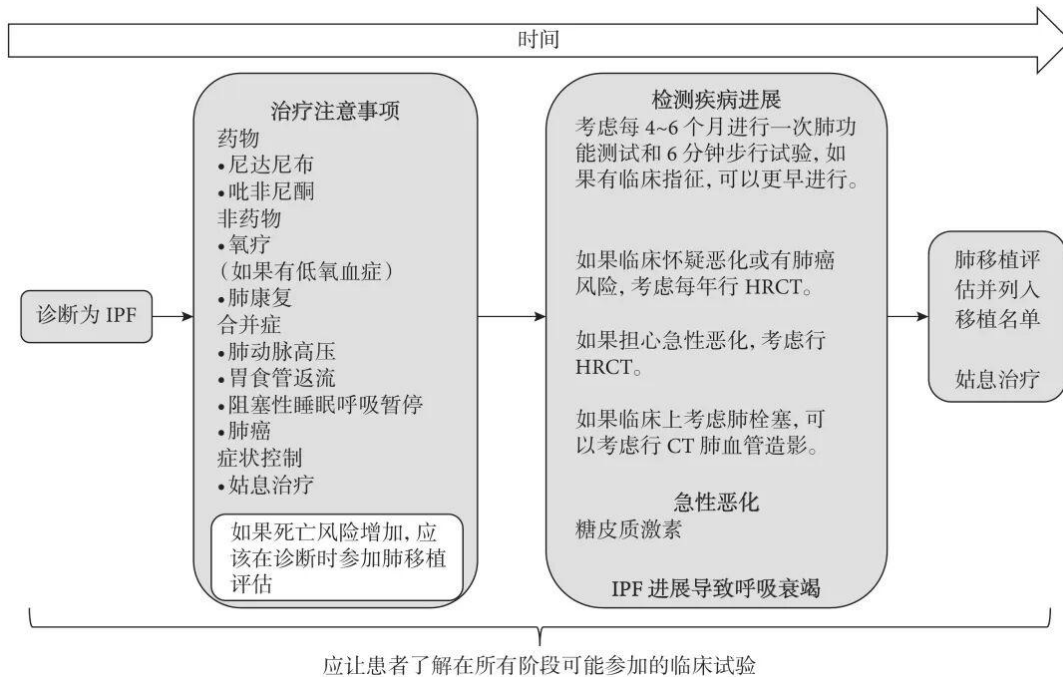 时间
诊断为 IPF
治疗注意事项
药物
•尼达尼布
•吡非尼酮
非药物
•氧疗
（如果有低氧血症）
•肺康复
合并症
•肺动脉高压
•胃食管返流
•阻塞性睡眠呼吸暂停
•肺癌
症状控制
•姑息治疗
如果死亡风险增加, 应
该在诊断时参加肺移植
评估
检测疾病进展
考虑每 4~6 个月进行一次肺功
能测试和 6 分钟步行试验, 如
果有临床指征, 可以更早进行。
如果临床怀疑恶化或有肺癌
风险, 考虑每年行 HRCT。
如果担心急性恶化, 考虑行
HRCT。
如果临床上考虑肺栓塞, 可
以考虑行 CT 肺血管造影。
急性恶化
糖皮质激素
IPF 进展导致呼吸衰竭
肺移植评
估并列入
移植名单
姑息治疗
应让患者了解在所有阶段可能参加的临床试验